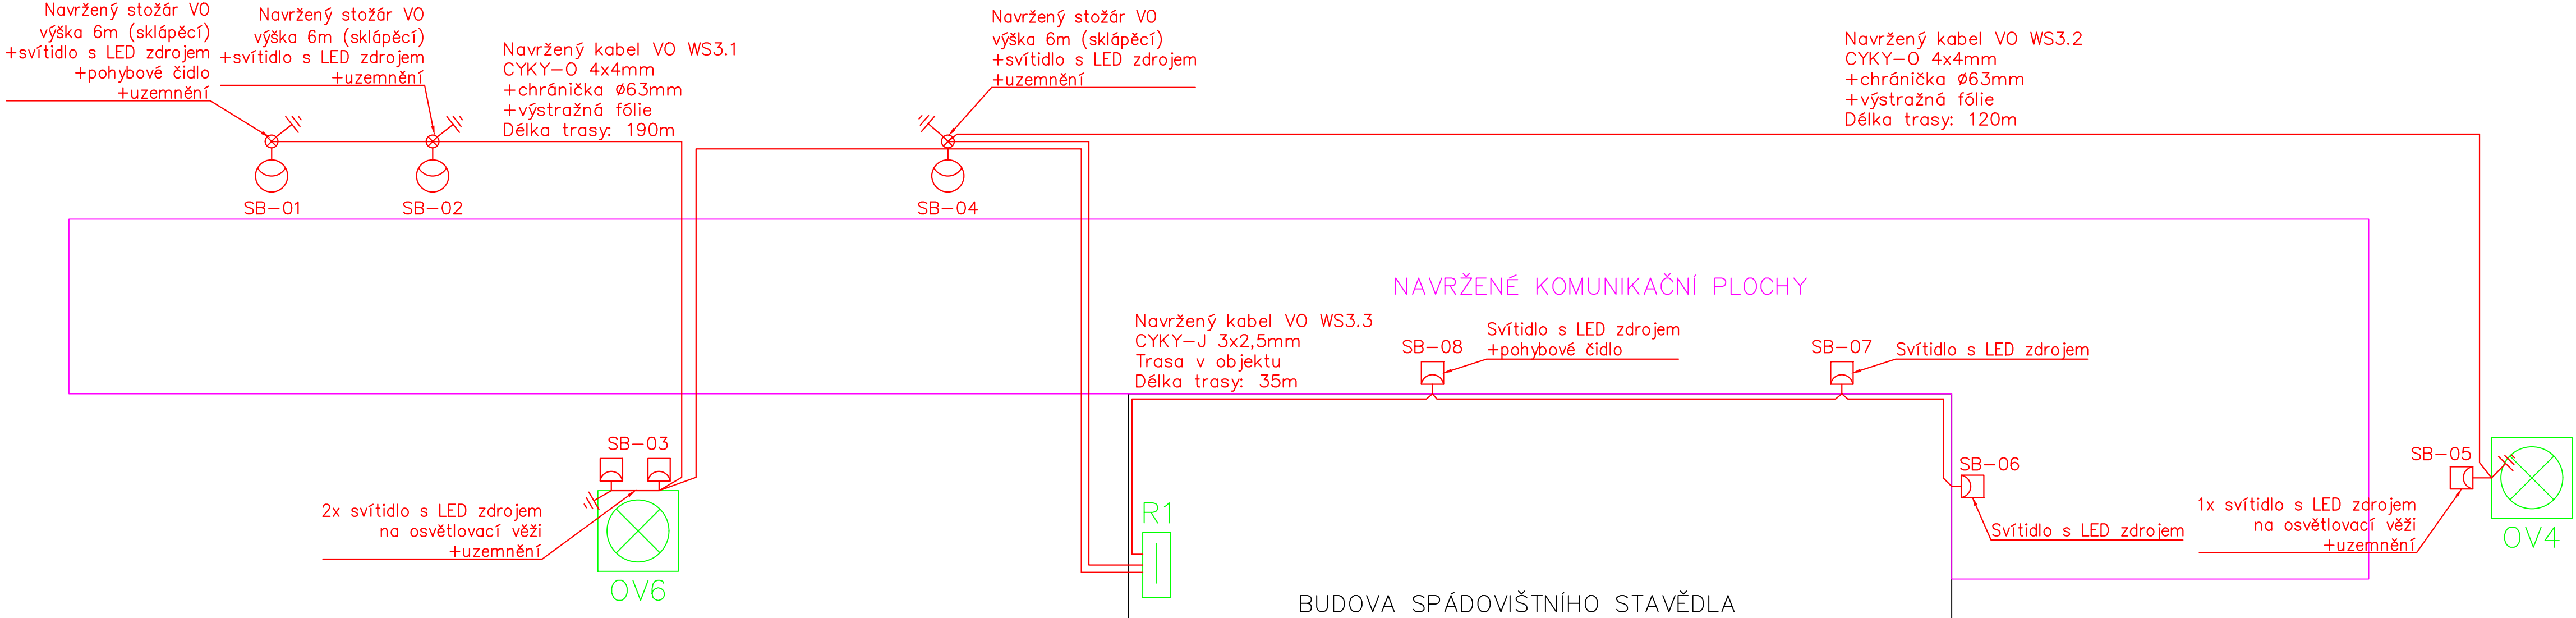 Navržený stožár VO
výška 6m (sklápěcí)
+svítidlo s LED zdrojem
+pohybové čidlo
+uzemnění
Navržený stožár VO
výška 6m (sklápěcí)
+svítidlo s LED zdrojem
+uzemnění
Navržený kabel VO WS3.1
CYKY-O 4x4mm
+chránička ø63mm
+výstražná fólie
Délka trasy: 190m
Navržený stožár VO
výška 6m (sklápěcí)
+svítidlo s LED zdrojem
+uzemnění
Navržený kabel VO WS3.2
CYKY-O 4x4mm
+chránička ø63mm
+výstražná fólie
Délka trasy: 120m
SB-01
SB-02
SB-04
NAVRŽENÉ KOMUNIKAČNÍ PLOCHY
Navržený kabel VO WS3.3
CYKY-J 3x2,5mm
Trasa v objektu
Délka trasy: 35m
SB-08
Svítidlo s LED zdrojem
+pohybové čidlo
SB-07
Svítidlo s LED zdrojem
SB-03
2x svítidlo s LED zdrojem
na osvětlovací věži
+uzemnění
OV6
R1
SB-06
Svítidlo s LED zdrojem
SB-05
1x svítidlo s LED zdrojem
na osvětlovací věži
+uzemnění
OV4
BUDOVA SPÁDOVIŠTNÍHO STAVĚDLA